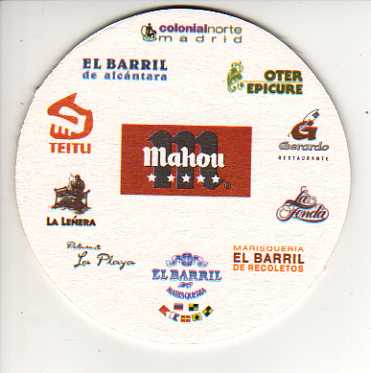 colonialnorte
madrid
EL BARRIL
de alcántara
OTER
EPICURE
TEITU
mahou
Gerardo
RESTAURANTE
LA LEÑERA
La Fonda
La Playa
EL BARRIL
MARISQUERIA
EL BARRIL
DE RECOLETOS